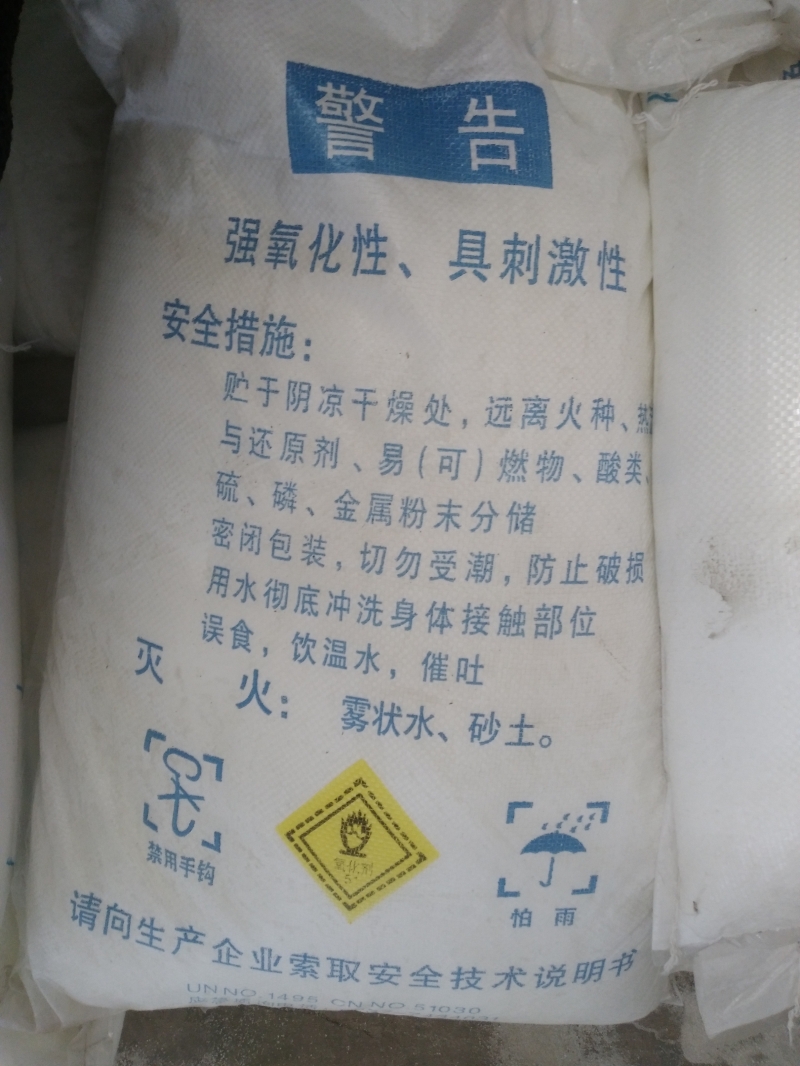 警 告
强氧化性、具刺激性
安全措施：
贮于阴凉干燥处，远离火种、热
与还原剂、易（可）燃物、酸类、
硫、磷、金属粉末分储
密闭包装，切勿受潮，防止破损
用水彻底冲洗身体接触部位
误食，饮温水，催吐
灭 火：雾状水、砂土。
氧化剂
5
禁用手钩
怕 雨
请向生产企业索取安全技术说明书
UN NO 1495 CN NO 51030